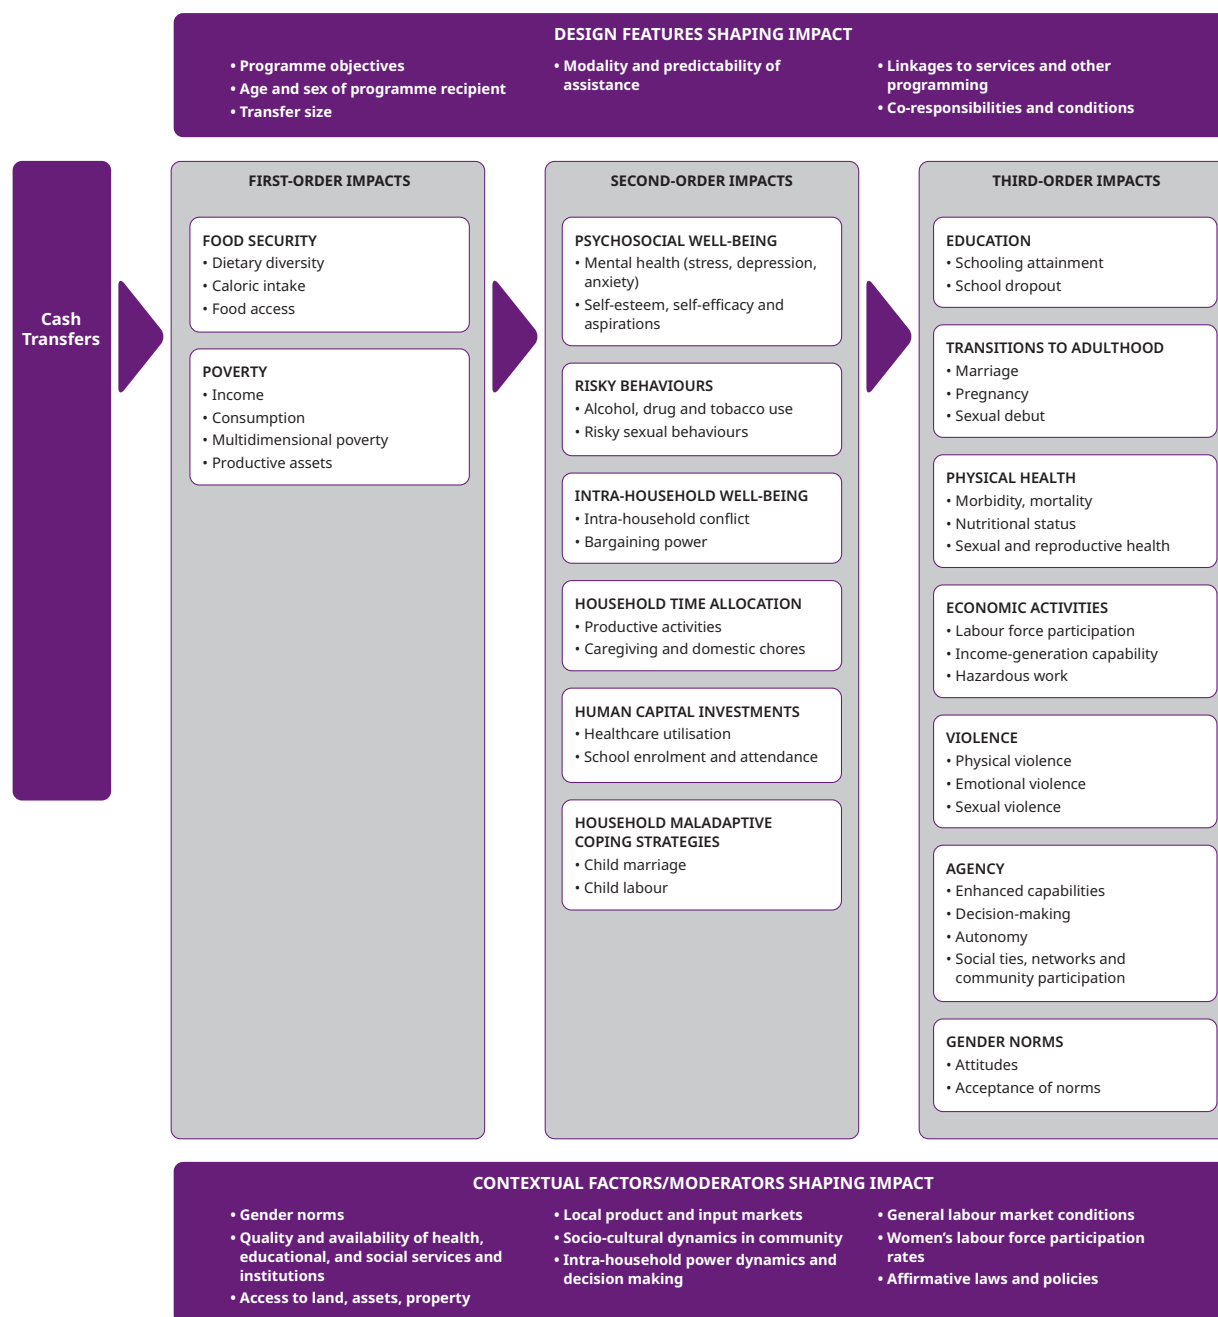 DESIGN FEATURES SHAPING IMPACT
• Programme objectives
• Age and sex of programme recipient
• Transfer size
• Modality and predictability of
assistance
• Linkages to services and other
programming
• Co-responsibilities and conditions
Cash
Transfers
FIRST-ORDER IMPACTS
FOOD SECURITY
• Dietary diversity
• Caloric intake
• Food access
POVERTY
• Income
• Consumption
• Multidimensional poverty
• Productive assets
SECOND-ORDER IMPACTS
PSYCHOSOCIAL WELL-BEING
• Mental health (stress, depression,
anxiety)
• Self-esteem, self-efficacy and
aspirations
RISKY BEHAVIOURS
• Alcohol, drug and tobacco use
• Risky sexual behaviours
INTRA-HOUSEHOLD WELL-BEING
• Intra-household conflict
• Bargaining power
HOUSEHOLD TIME ALLOCATION
• Productive activities
• Caregiving and domestic chores
HUMAN CAPITAL INVESTMENTS
• Healthcare utilisation
• School enrolment and attendance
HOUSEHOLD MALADAPTIVE
COPING STRATEGIES
• Child marriage
• Child labour
THIRD-ORDER IMPACTS
EDUCATION
• Schooling attainment
• School dropout
TRANSITIONS TO ADULTHOOD
• Marriage
• Pregnancy
• Sexual debut
PHYSICAL HEALTH
• Morbidity, mortality
• Nutritional status
• Sexual and reproductive health
ECONOMIC ACTIVITIES
• Labour force participation
• Income-generation capability
• Hazardous work
VIOLENCE
• Physical violence
• Emotional violence
• Sexual violence
AGENCY
• Enhanced capabilities
• Decision-making
• Autonomy
• Social ties, networks and
community participation
GENDER NORMS
• Attitudes
• Acceptance of norms
CONTEXTUAL FACTORS/MODERATORS SHAPING IMPACT
• Gender norms
• Quality and availability of health,
educational, and social services and
institutions
• Access to land, assets, property
• Local product and input markets
• Socio-cultural dynamics in community
• Intra-household power dynamics and
decision making
• General labour market conditions
• Women’s labour force participation
rates
• Affirmative laws and policies